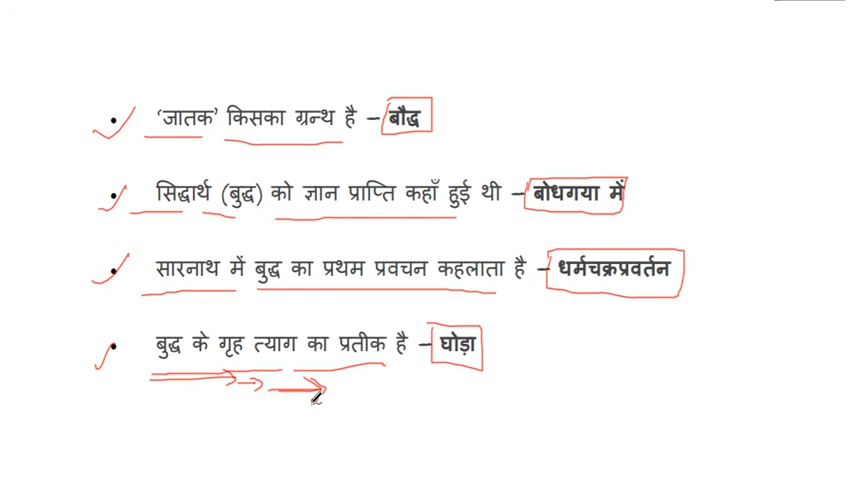 • 'जातक' किसका ग्रन्थ है – बौद्ध
• सिद्धार्थ (बुद्ध) को ज्ञान प्राप्ति कहाँ हुई थी – बोधगया में
• सारनाथ में बुद्ध का प्रथम प्रवचन कहलाता है – धर्मचक्रप्रवर्तन
• बुद्ध के गृह त्याग का प्रतीक है – घोड़ा